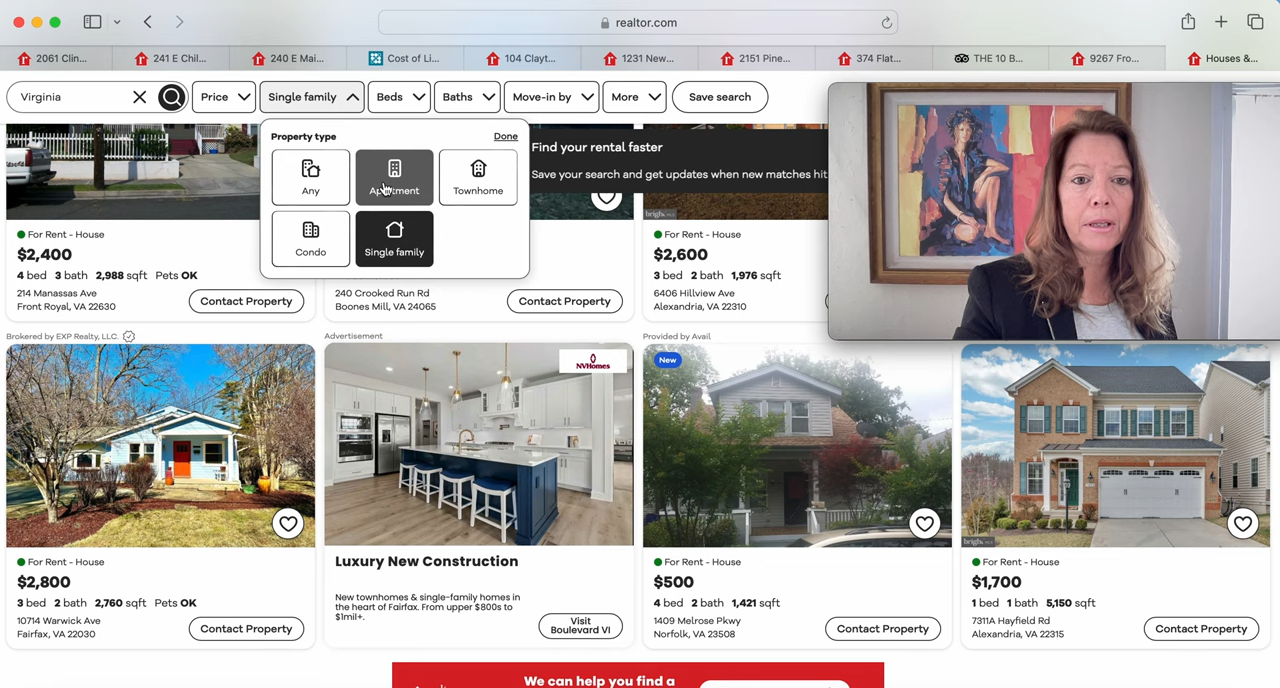 realtor.com
2061 Clin...
241 E Chil...
240 E Mai...
Cost of Li...
104 Clayt...
1231 New...
2151 Pine...
374 Flat...
THE 10 B...
9267 Fro...
Houses &...
Virginia
Price
Single family
Beds
Baths
Move-in by
More
Save search
Property type
Done
Any
Apartment
Townhome
Condo
Single family
Find your rental faster
Save your search and get updates when new matches hit
For Rent - House
$2,400
4 bed 3 bath 2,988 sqft Pets OK
214 Manassas Ave
Front Royal, VA 22630
Contact Property
240 Crooked Run Rd
Boones Mill, VA 24065
Contact Property
bright MLS
For Rent - House
$2,600
3 bed 2 bath 1,976 sqft
6406 Hillview Ave
Alexandria, VA 22310
Brokered by EXP Realty, LLC.
For Rent - House
$2,800
3 bed 2 bath 2,760 sqft Pets OK
10714 Warwick Ave
Fairfax, VA 22030
Contact Property
Advertisement
NVHomes
Luxury New Construction
New townhomes & single-family homes in
the heart of Fairfax. From upper $800s to
$1mil+.
Visit
Boulevard VI
Provided by Avail
New
For Rent - House
$500
4 bed 2 bath 1,421 sqft
1409 Melrose Pkwy
Norfolk, VA 23508
Contact Property
bright MLS
For Rent - House
$1,700
1 bed 1 bath 5,150 sqft
7311A Hayfield Rd
Alexandria, VA 22315
Contact Property
We can help you find a